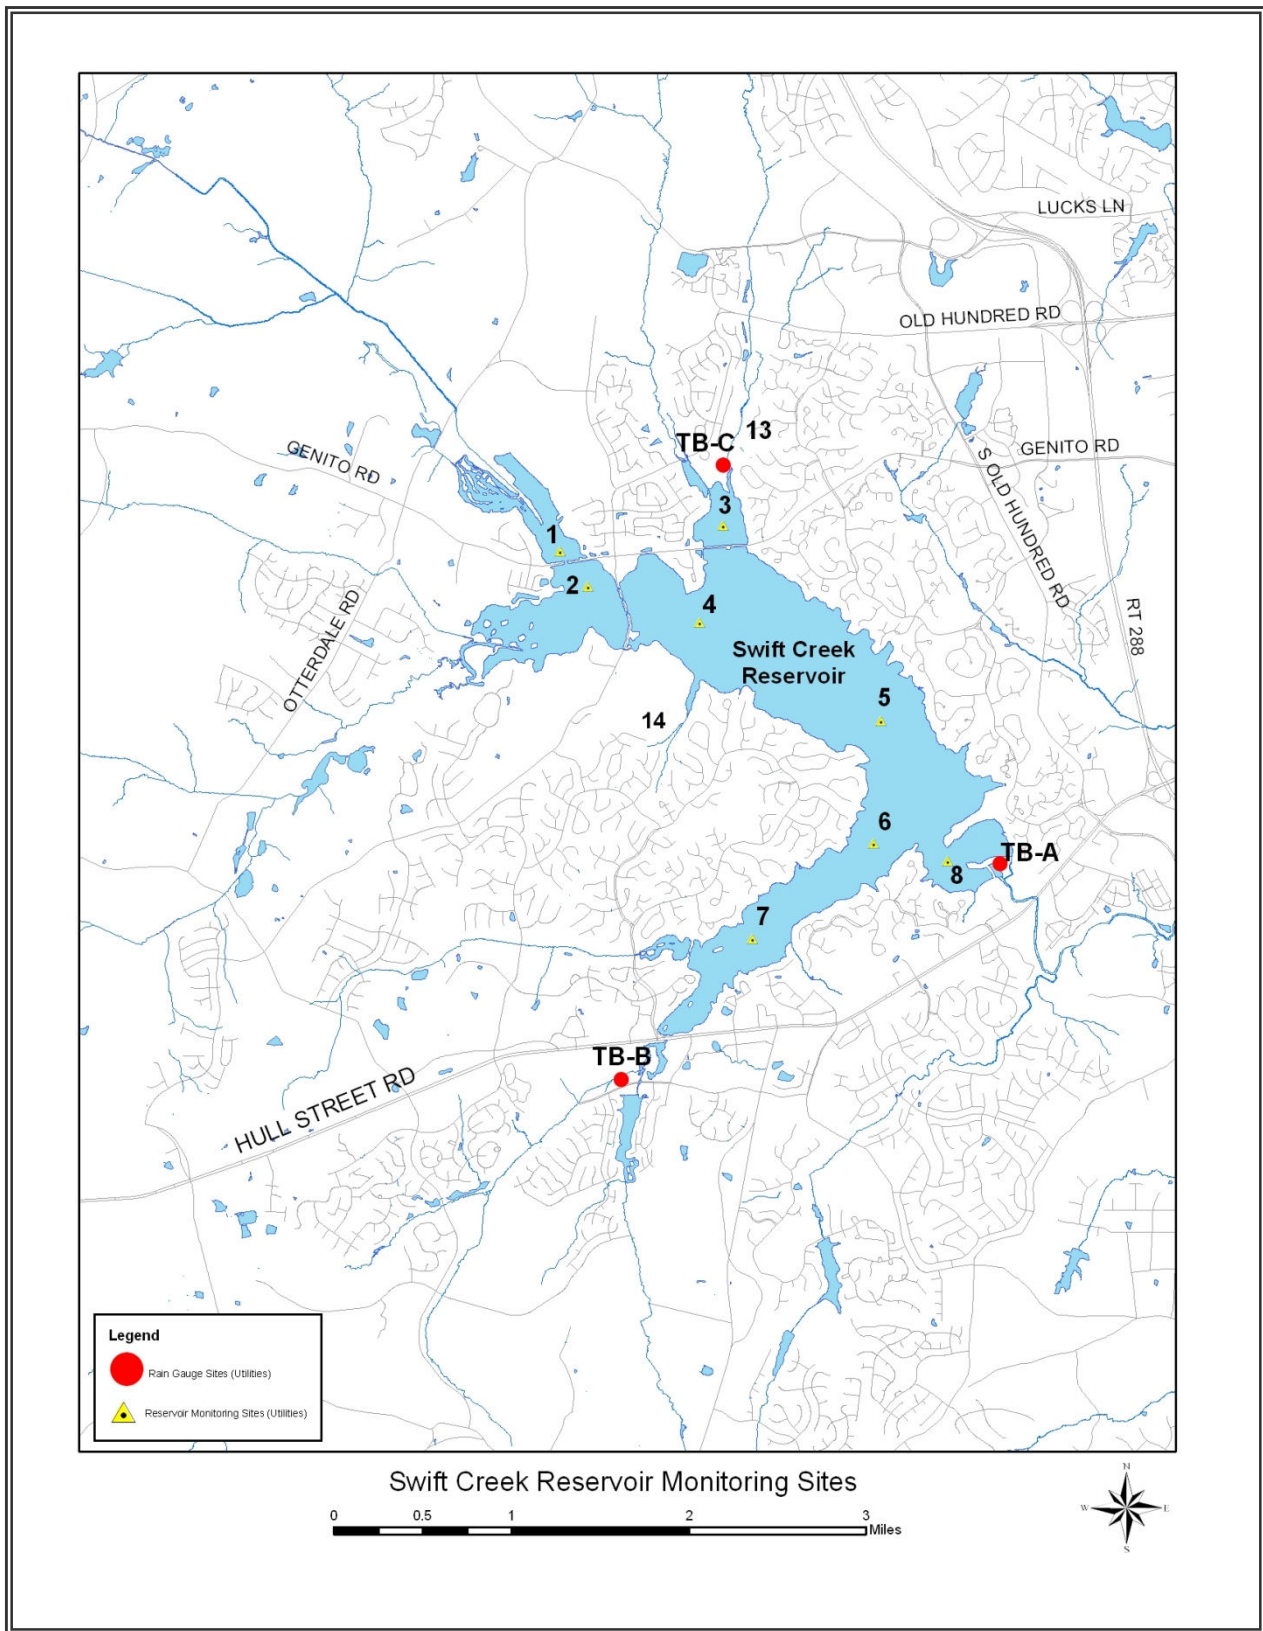 LUCKS LN
OLD HUNDRED RD
GENITO RD
S OLD HUNDRED RD
GENITO RD
TB-C
13
3
1
2
4
Swift Creek
Reservoir
OTTERDALE RD
RT 288
5
14
6
8
TB-A
7
TB-B
HULL STREET RD
Legend
Rain Gauge Sites (Utilities)
Reservoir Monitoring Sites (Utilities)
Swift Creek Reservoir Monitoring Sites
0 0.5 1 2 3
Miles
N
W E
S